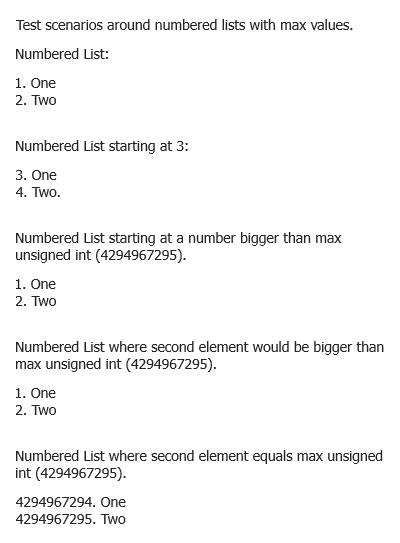 Test scenarios around numbered lists with max values.
Numbered List:
1. One
2. Two
Numbered List starting at 3:
3. One
4. Two.
Numbered List starting at a number bigger than max
unsigned int (4294967295).
1. One
2. Two
Numbered List where second element would be bigger than
max unsigned int (4294967295).
1. One
2. Two
Numbered List where second element equals max unsigned
int (4294967295).
4294967294. One
4294967295. Two